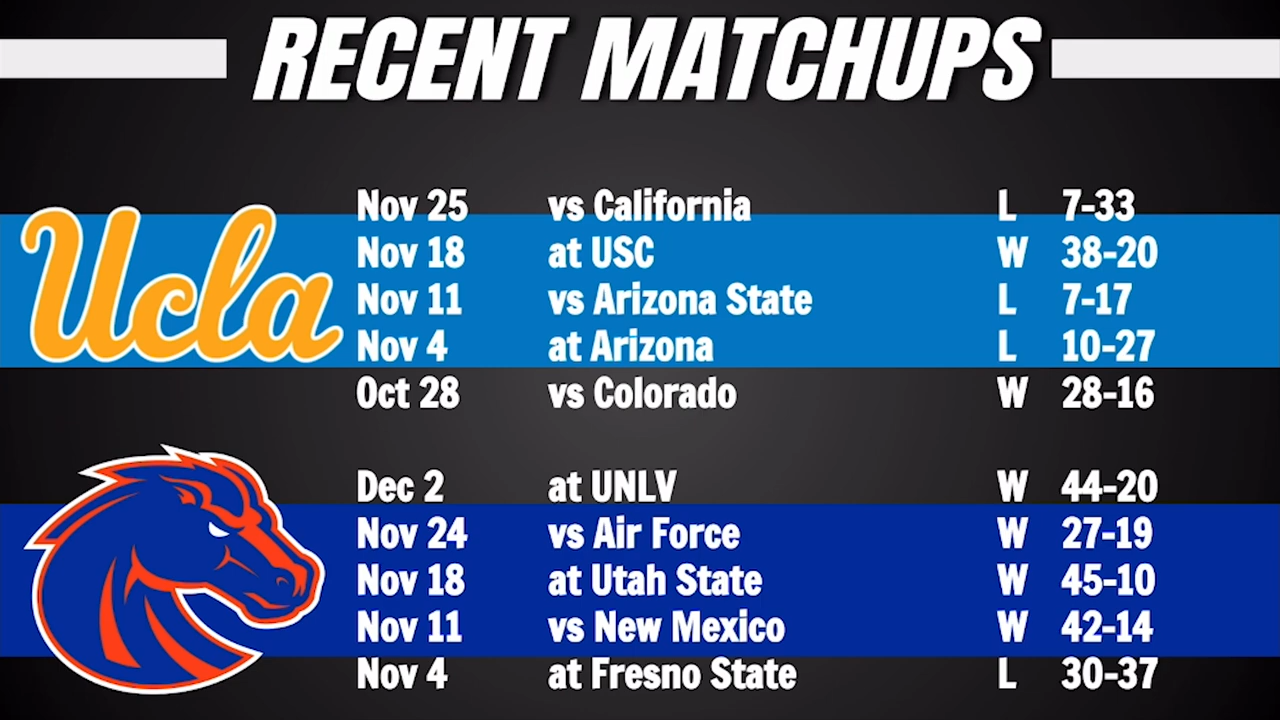 RECENT MATCHUPS
Ucla
Nov 25 vs California L 7-33
Nov 18 at USC W 38-20
Nov 11 vs Arizona State L 7-17
Nov 4 at Arizona L 10-27
Oct 28 vs Colorado W 28-16
Dec 2 at UNLV W 44-20
Nov 24 vs Air Force W 27-19
Nov 18 at Utah State W 45-10
Nov 11 vs New Mexico W 42-14
Nov 4 at Fresno State L 30-37